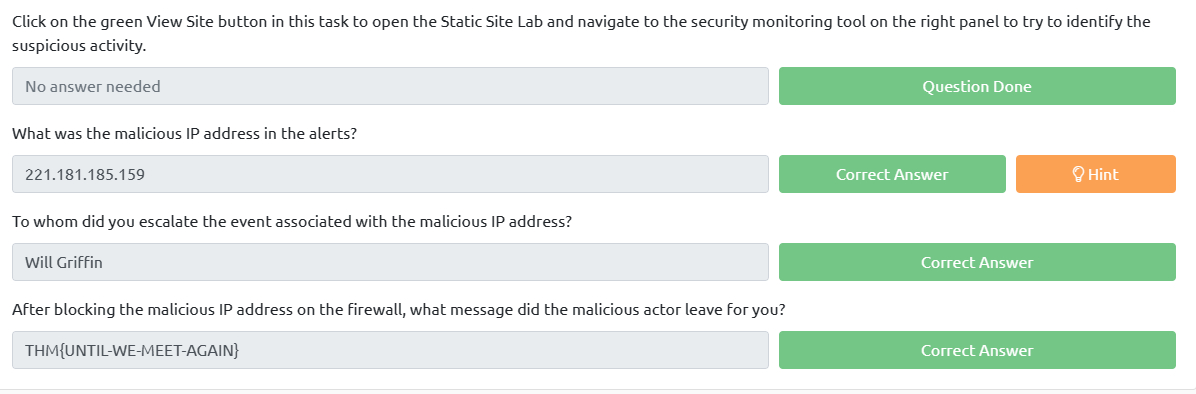 Click on the green View Site button in this task to open the Static Site Lab and navigate to the security monitoring tool on the right panel to try to identify the
suspicious activity.
No answer needed
Question Done
What was the malicious IP address in the alerts?
221.181.185.159
Correct Answer
Hint
To whom did you escalate the event associated with the malicious IP address?
Will Griffin
Correct Answer
After blocking the malicious IP address on the firewall, what message did the malicious actor leave for you?
THM{UNTIL-WE-MEET-AGAIN}
Correct Answer